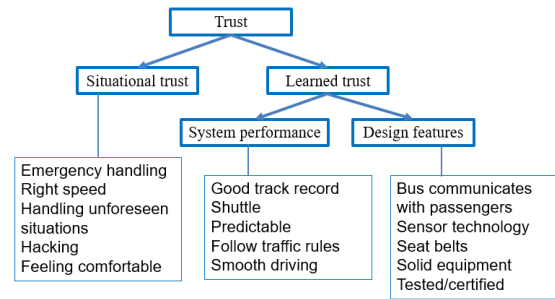 Trust
Situational trust
Learned trust
System performance
Design features
Emergency handling
Right speed
Handling unforeseen
situations
Hacking
Feeling comfortable
Good track record
Shuttle
Predictable
Follow traffic rules
Smooth driving
Bus communicates
with passengers
Sensor technology
Seat belts
Solid equipment
Tested/certified